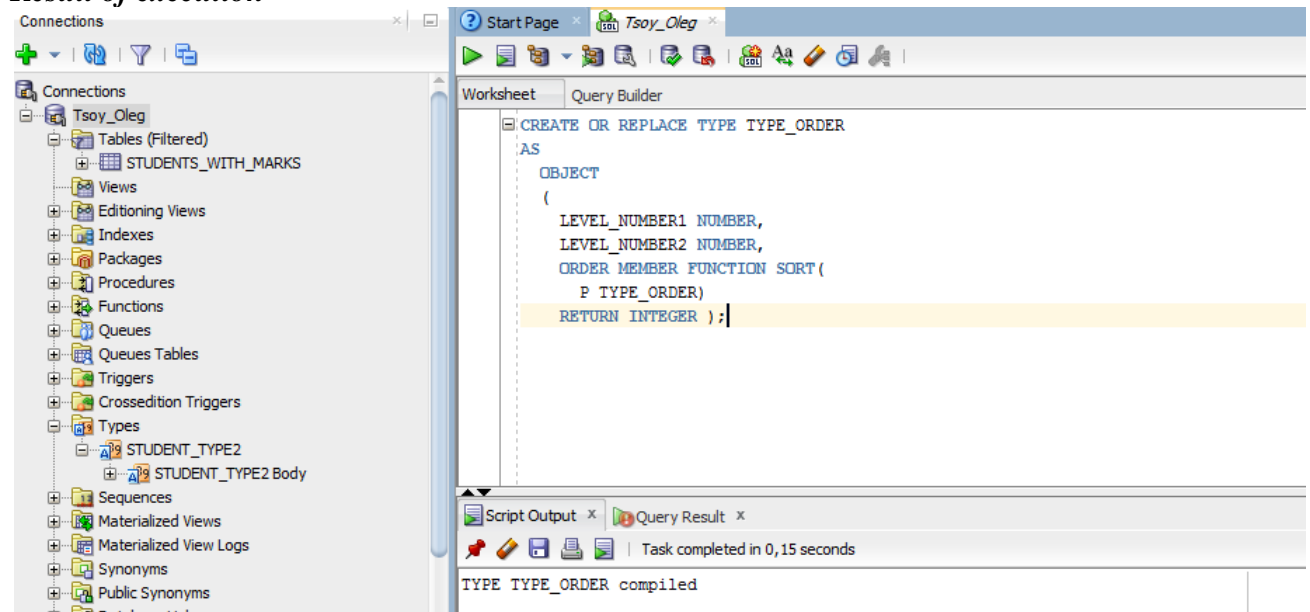 Result of execution
Connections
Connections
Tsoy_Oleg
Tables (Filtered)
STUDENTS_WITH_MARKS
Views
Editioning Views
Indexes
Packages
Procedures
Functions
Queues
Queues Tables
Triggers
Crossedition Triggers
Types
STUDENT_TYPE2
STUDENT_TYPE2 Body
Sequences
Materialized Views
Materialized View Logs
Synonyms
Public Synonyms
Start Page Tsoy_Oleg
Worksheet Query Builder
CREATE OR REPLACE TYPE TYPE_ORDER
AS
OBJECT
(
LEVEL_NUMBER1 NUMBER,
LEVEL_NUMBER2 NUMBER,
ORDER MEMBER FUNCTION SORT(
P TYPE_ORDER)
RETURN INTEGER );
Script Output x Query Result x
Task completed in 0,15 seconds
TYPE TYPE_ORDER compiled